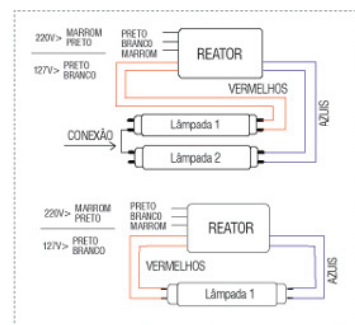 220V> MARROM
PRETO
127V> PRETO
BRANCO
PRETO
BRANCO
MARROM
REATOR
VERMELHOS
AZUIS
Lâmpada 1
CONEXÃO
Lâmpada 2
220V> MARROM
PRETO
127V> PRETO
BRANCO
PRETO
BRANCO
MARROM
REATOR
VERMELHOS
AZUIS
Lâmpada 1